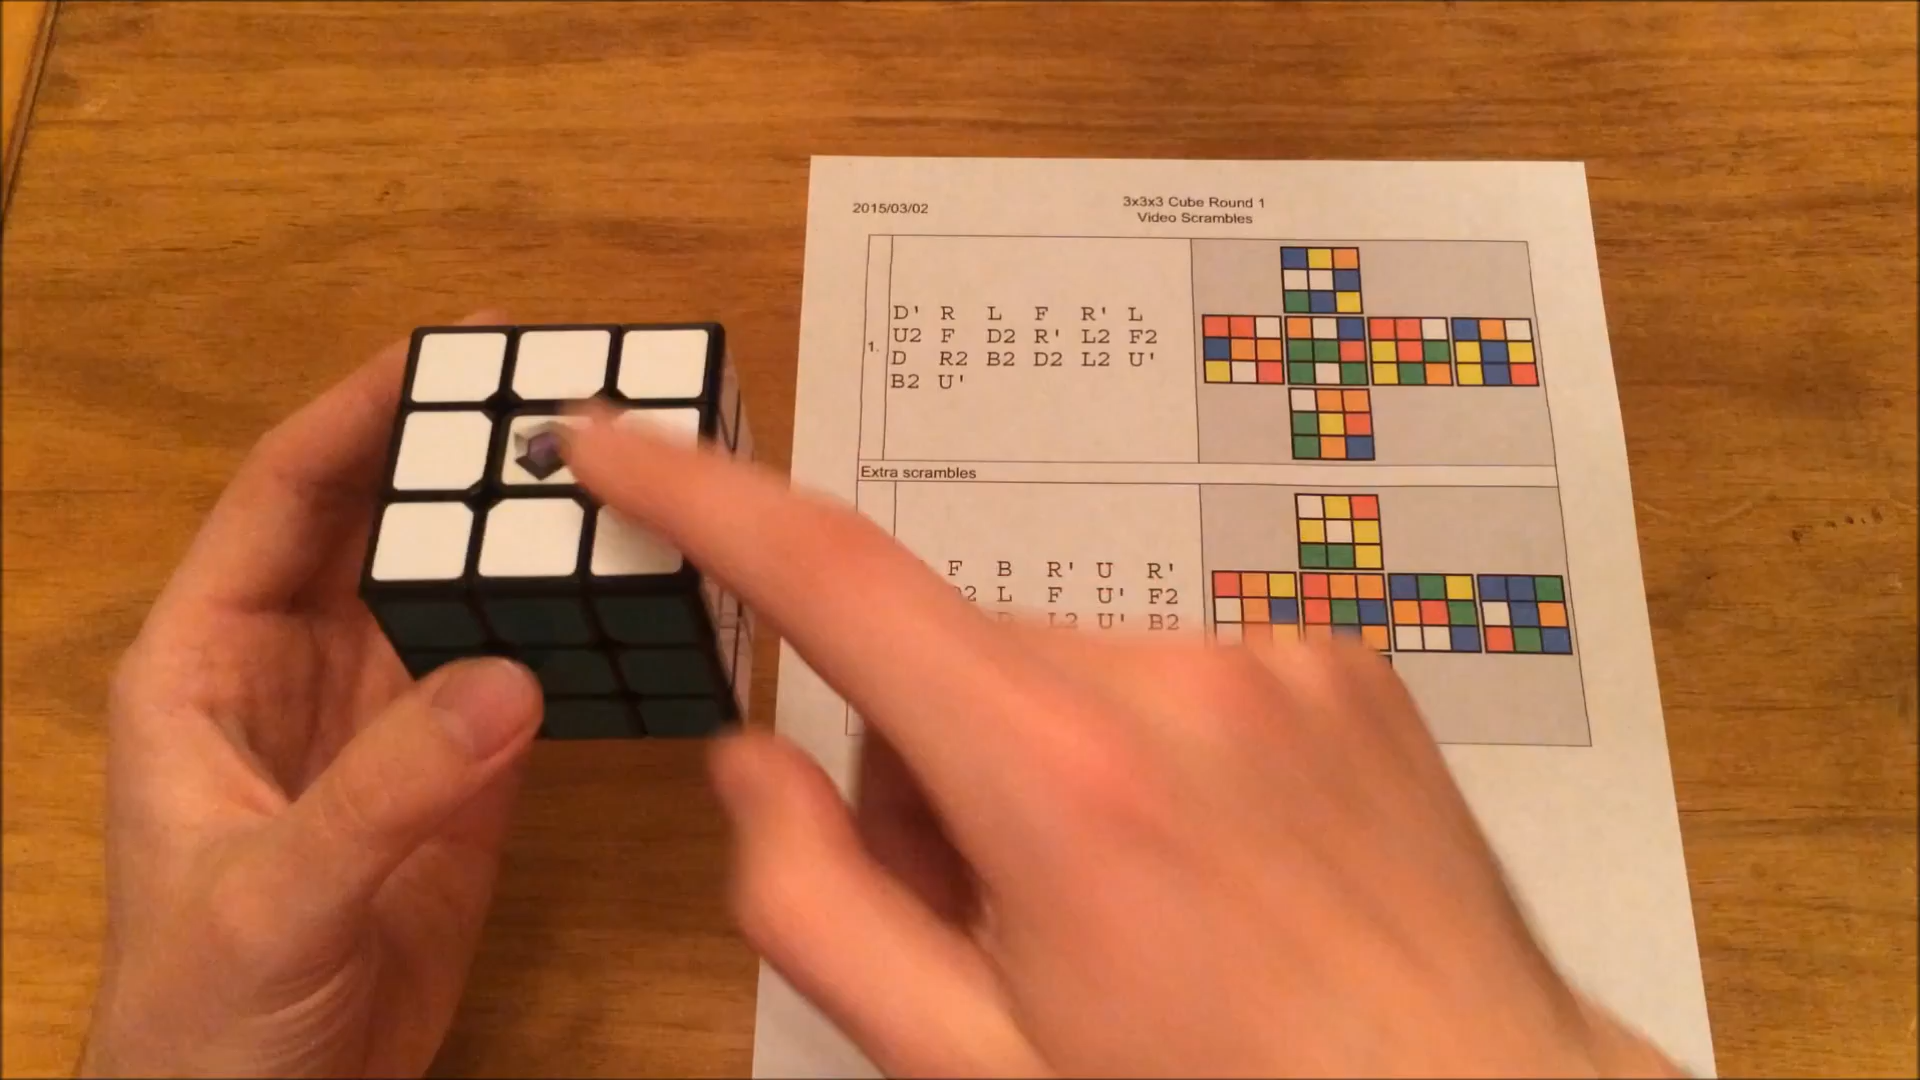 2015/03/02
3x3x3 Cube Round 1
Video Scrambles
1.
D' R L F R' L
U2 F D2 R' L2 F2
D R2 B2 D2 L2 U'
B2 U'
Extra scrambles
F B R' U R'
L F U' F2
L2 U' B2